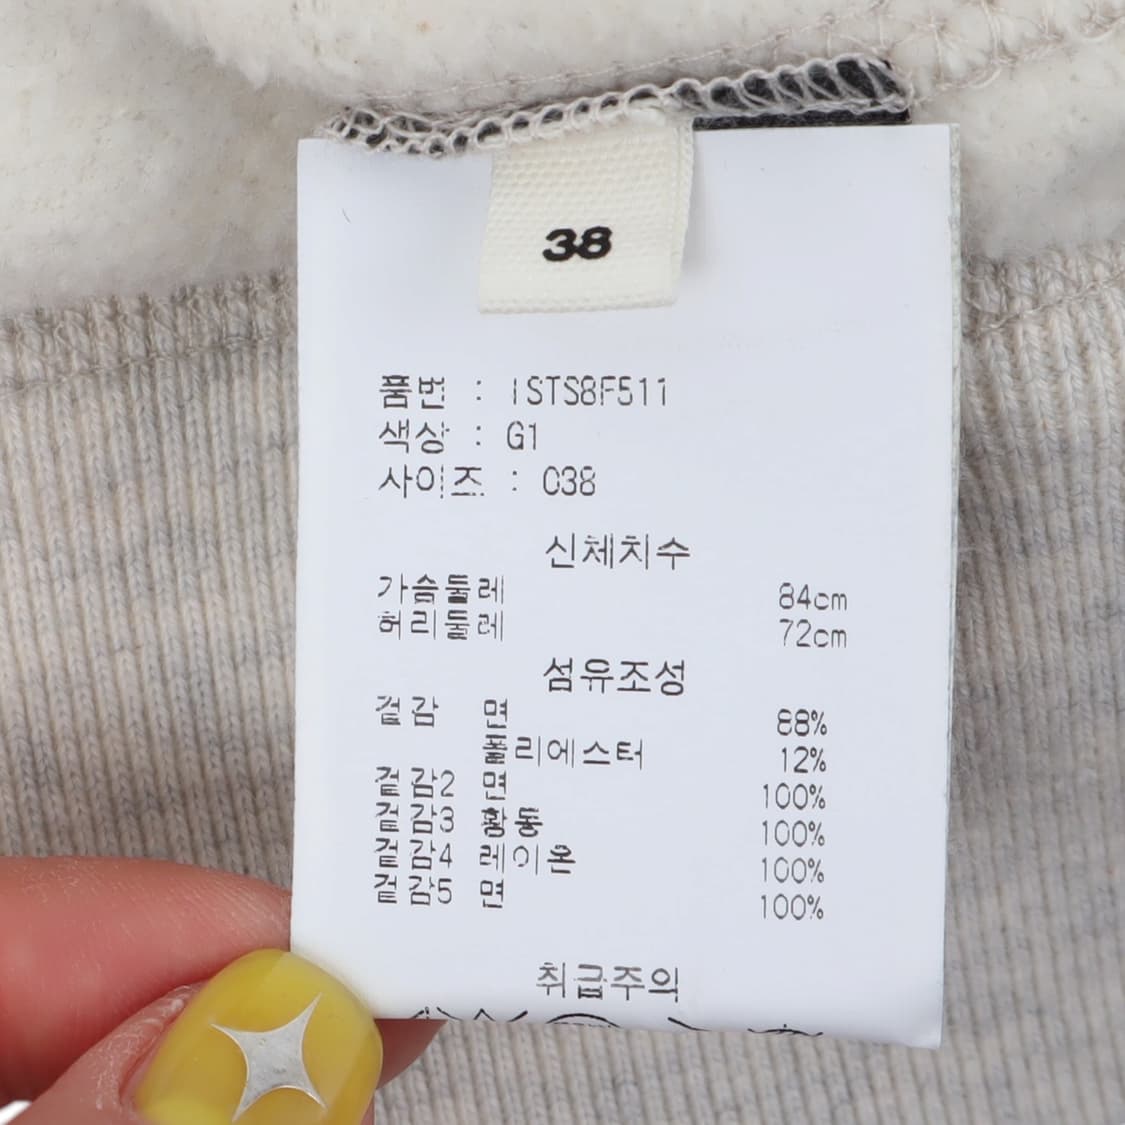 38
품번 : ISTS8F511
색상 : G1
사이즈 : 038
신체치수
가슴둘레 84cm
허리둘레 72cm
섬유조성
겉감 면 88%
폴리에스터 12%
겉감2 면 100%
겉감3 황동 100%
겉감4 레이온 100%
겉감5 면 100%
취급주의